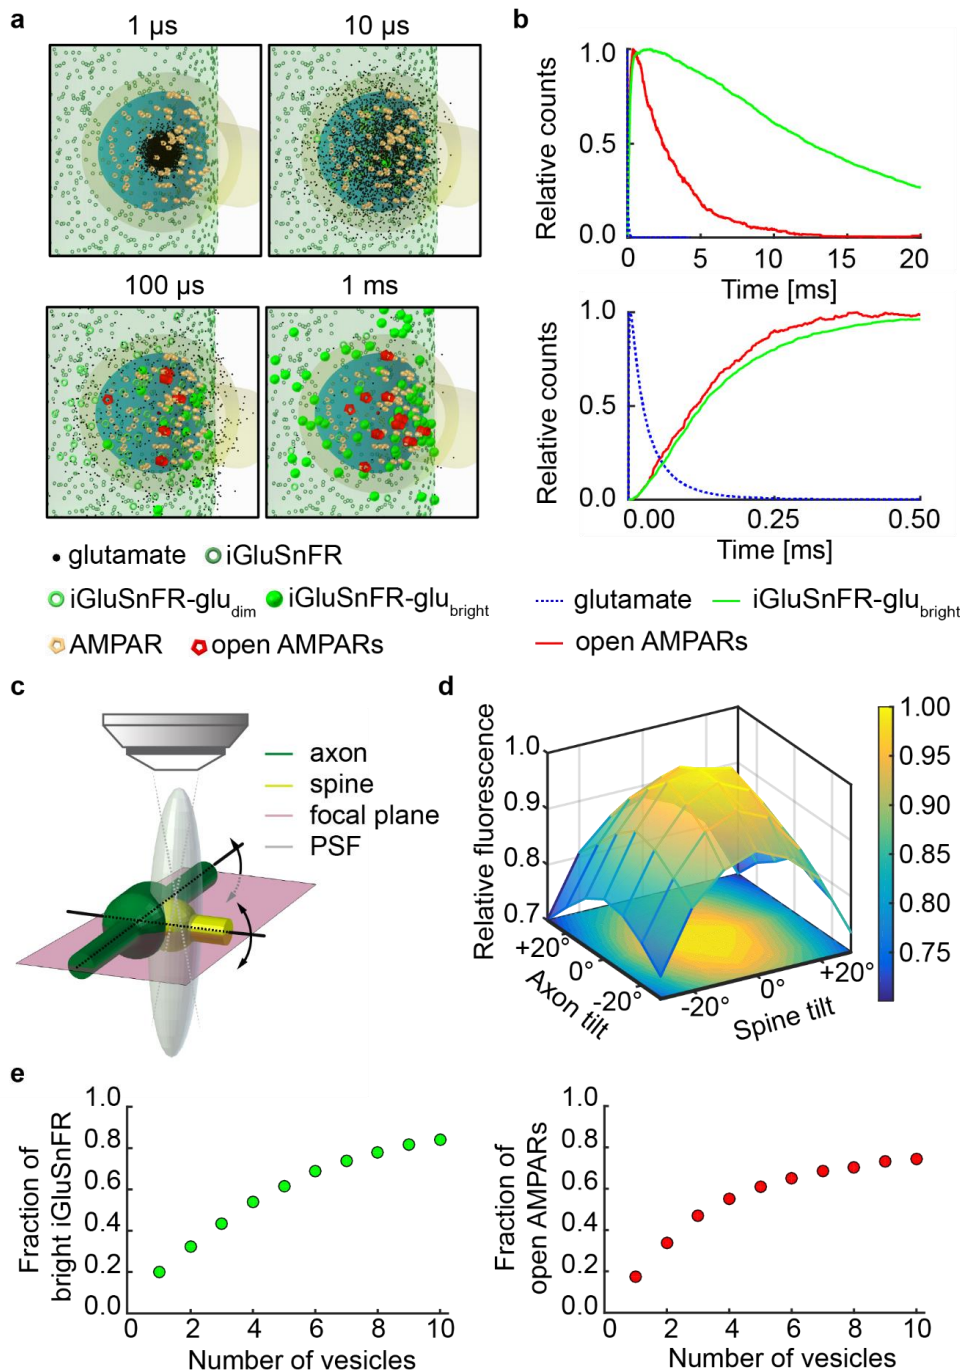 a
1 µs
10 µs
100 µs
1 ms
glutamate
iGluSnFR
iGluSnFR-glu_dim
iGluSnFR-glu_bright
AMPAR
open AMPARs
b
Relative counts
1.0
0.5
0.0
0
5
10
15
20
Time [ms]
Relative counts
1.0
0.5
0.0
0.00
0.25
0.50
Time [ms]
glutamate
iGluSnFR-glu_bright
open AMPARs
c
axon
spine
focal plane
PSF
d
Relative fluorescence
1.0
0.9
0.8
0.7
+20°
0°
-20°
Axon tilt
-20°
0°
+20°
Spine tilt
1.00
0.95
0.90
0.85
0.80
0.75
e
Fraction of
bright iGluSnFR
1.0
0.8
0.6
0.4
0.2
0.0
0
2
4
6
8
10
Number of vesicles
Fraction of
open AMPARs
1.0
0.8
0.6
0.4
0.2
0.0
0
2
4
6
8
10
Number of vesicles